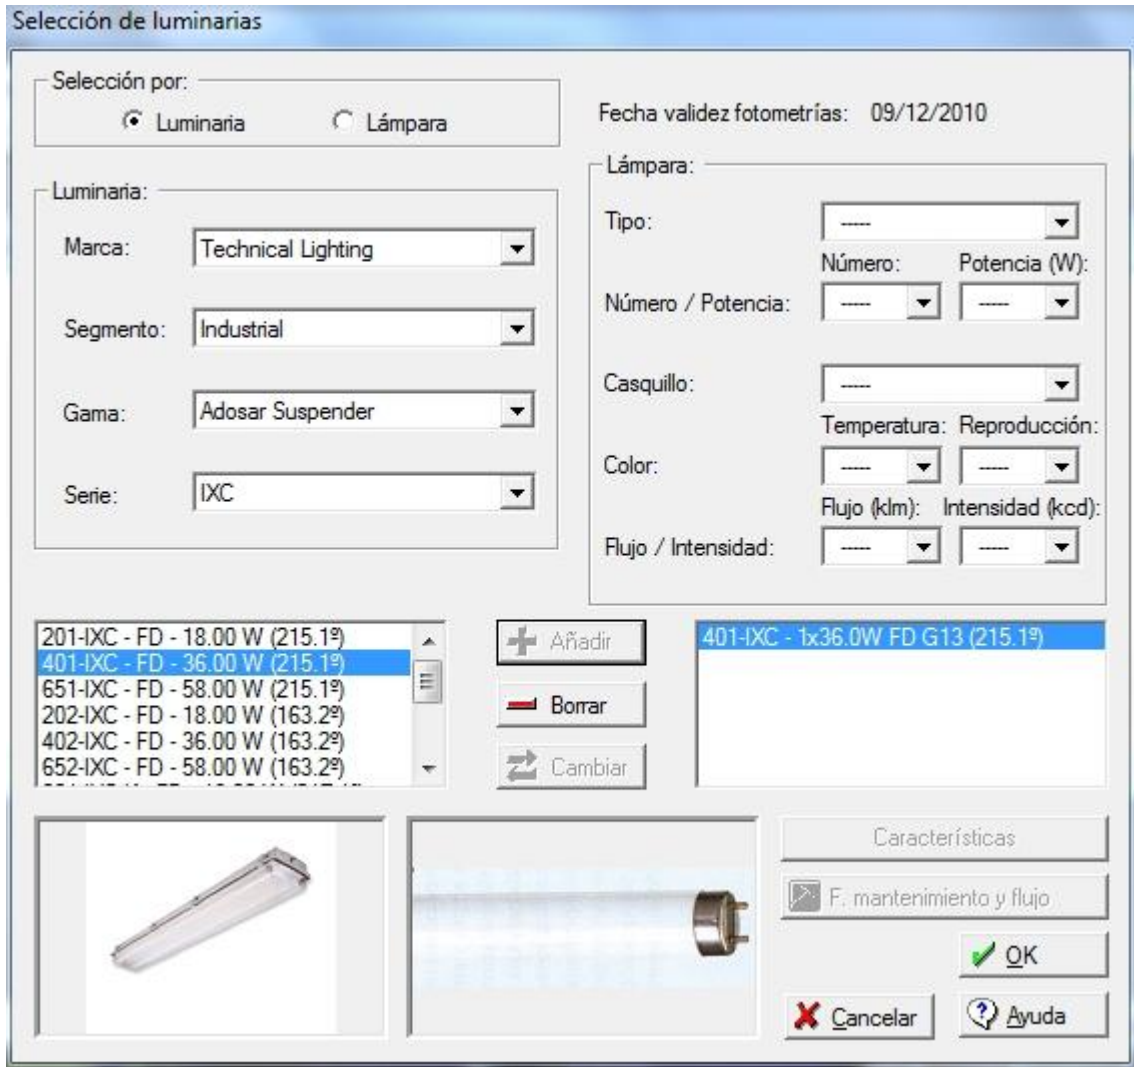 Selección de luminarias
Selección por:
Luminaria
Lámpara
Fecha validez fotometrías: 09/12/2010
Luminaria:
Marca: Technical Lighting
Segmento: Industrial
Gama: Adosar Suspender
Serie: IXC
Lámpara:
Tipo: -----
Número: Potencia (W):
Número / Potencia: ----- -----
Casquillo: -----
Temperatura: Reproducción:
Color: ----- -----
Flujo (klm): Intensidad (kcd):
Flujo / Intensidad: ----- -----
201-IXC - FD - 18.00 W (215.1º)
401-IXC - FD - 36.00 W (215.1º)
651-IXC - FD - 58.00 W (215.1º)
202-IXC - FD - 18.00 W (163.2º)
402-IXC - FD - 36.00 W (163.2º)
652-IXC - FD - 58.00 W (163.2º)
Añadir
Borrar
Cambiar
401-IXC - 1x36.0W FD G13 (215.1º)
Características
F. mantenimiento y flujo
OK
Cancelar
Ayuda